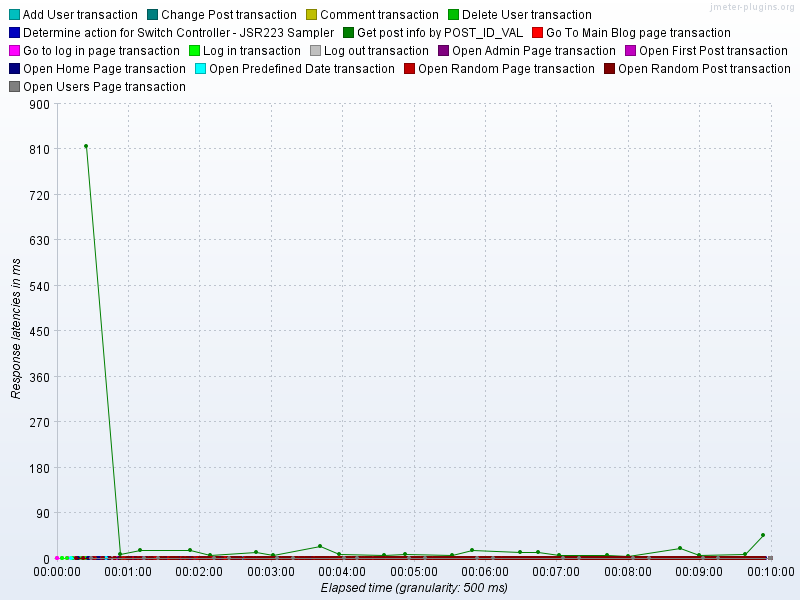 jmeter-plugins.org
Add User transaction Change Post transaction Comment transaction Delete User transaction
Determine action for Switch Controller - JSR223 Sampler Get post info by POST_ID_VAL Go To Main Blog page transaction
Go to log in page transaction Log in transaction Log out transaction Open Admin Page transaction Open First Post transaction
Open Home Page transaction Open Predefined Date transaction Open Random Page transaction Open Random Post transaction
Open Users Page transaction
900
810
720
630
540
450
360
270
180
90
0
Response latencies in ms
00:00:00 00:01:00 00:02:00 00:03:00 00:04:00 00:05:00 00:06:00 00:07:00 00:08:00 00:09:00 00:10:00
Elapsed time (granularity: 500 ms)